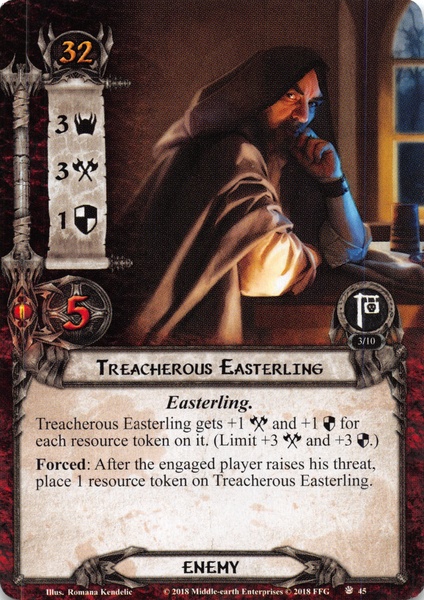 32
3
3
1
5
3/10
TREACHEROUS EASTERLING
Easterling.
Treacherous Easterling gets +1 and +1 for
each resource token on it. (Limit +3 and +3 .)
Forced: After the engaged player raises his threat,
place 1 resource token on Treacherous Easterling.
ENEMY
Illus. Romana Kendelic © 2018 Middle-earth Enterprises © 2018 FFG 45